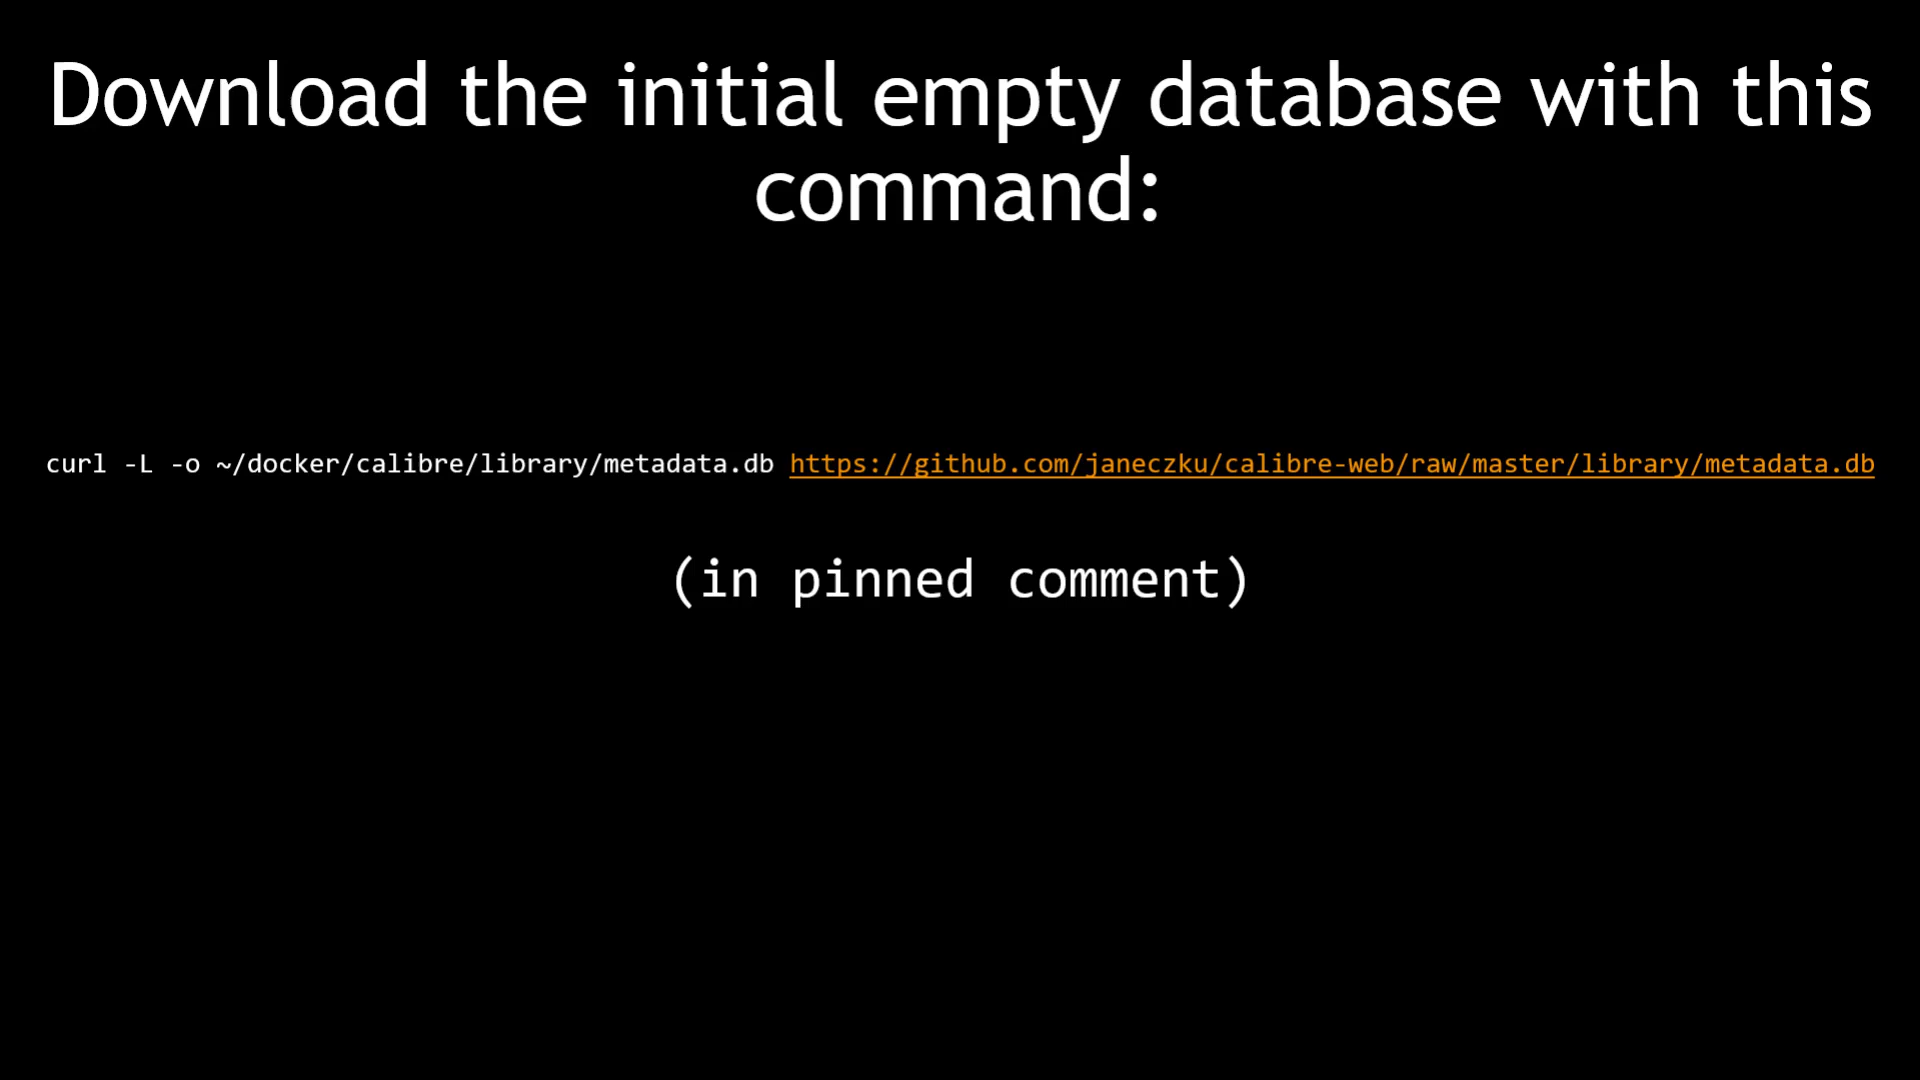 Download the initial empty database with this
command:
curl -L -o ~/docker/calibre/library/metadata.db https://github.com/janeczku/calibre-web/raw/master/library/metadata.db
(in pinned comment)